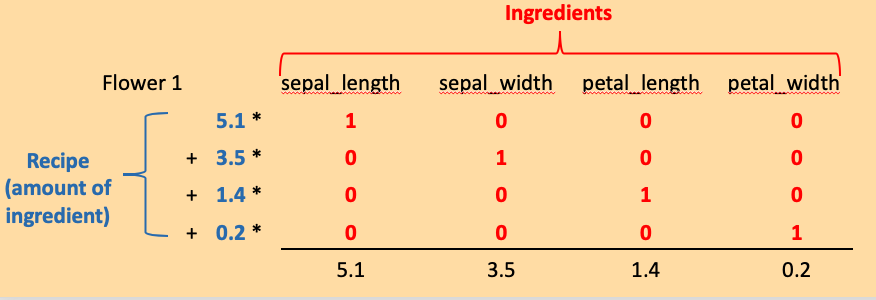 Ingredients
Flower 1 sepal_length sepal_width petal_length petal_width
5.1 * 1 0 0 0
+ 3.5 * 0 1 0 0
+ 1.4 * 0 0 1 0
+ 0.2 * 0 0 0 1
Recipe
(amount of
ingredient)
5.1 3.5 1.4 0.2